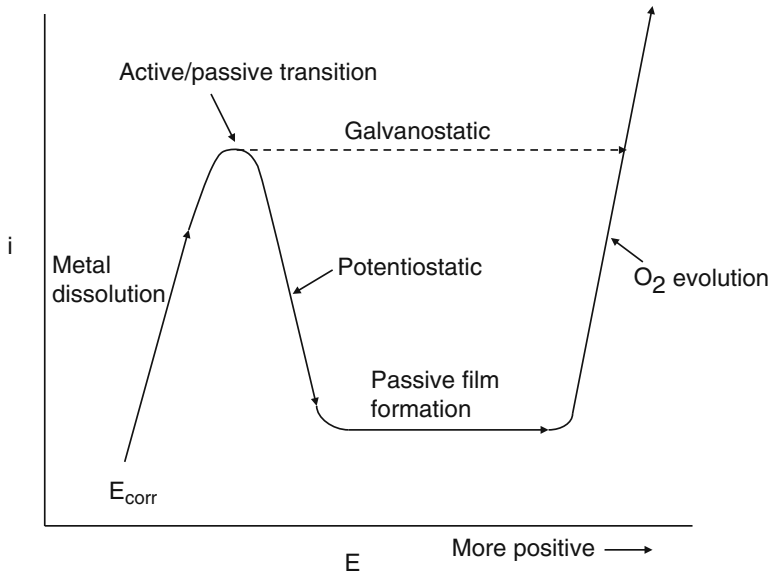 Active/passive transition
Galvanostatic
i
Metal
dissolution
Potentiostatic
O2 evolution
Passive film
formation
Ecorr
E
More positive